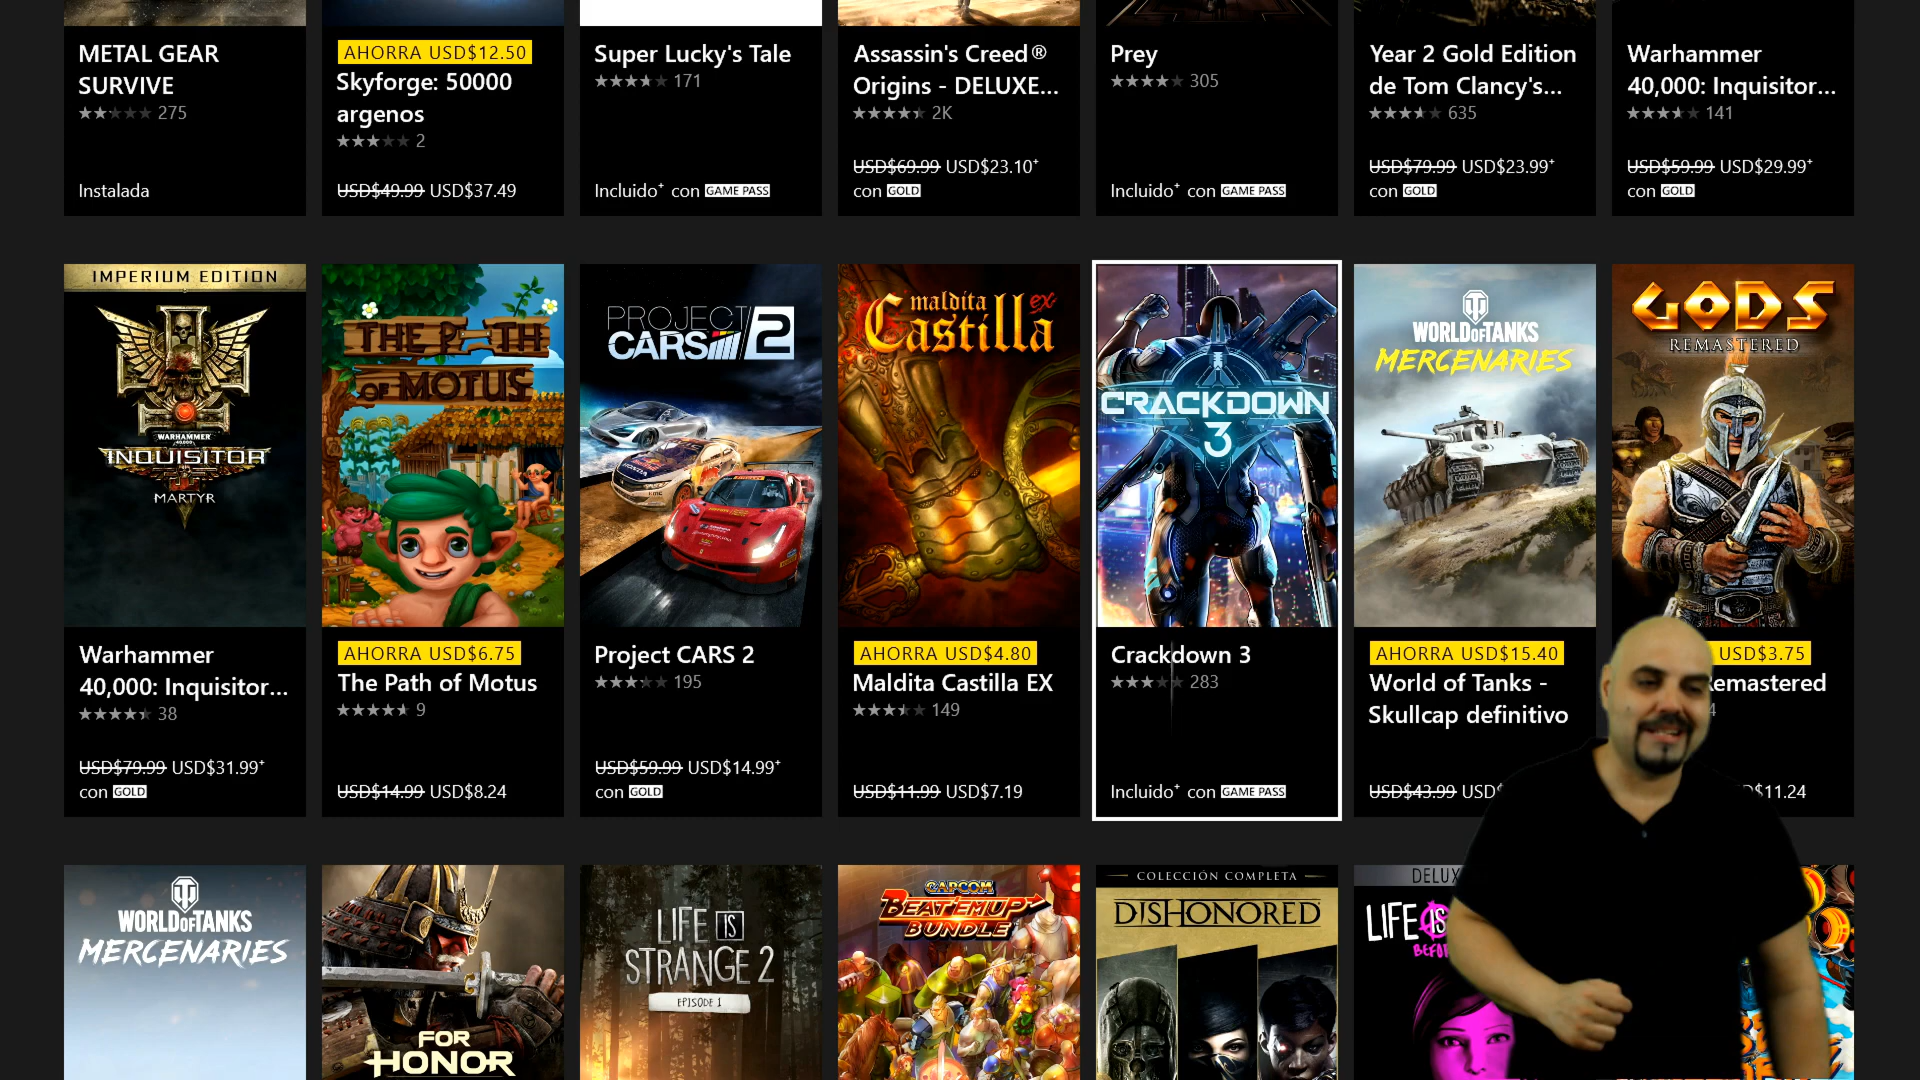 METAL GEAR
SURVIVE
275
Instalada
AHORRA USD$12.50
Skyforge: 50000
argenos
2
USD$49.99 USD$37.49
Super Lucky's Tale
171
Incluido+ con GAME PASS
Assassin's Creed®
Origins - DELUXE...
2K
USD$69.99 USD$23.10+
con GOLD
Prey
305
Incluido+ con GAME PASS
Year 2 Gold Edition
de Tom Clancy's...
635
USD$79.99 USD$23.99+
con GOLD
Warhammer
40,000: Inquisitor...
141
USD$59.99 USD$29.99+
con GOLD
IMPERIUM EDITION
WARHAMMER
40,000
INQUISITOR
MARTYR
Warhammer
40,000: Inquisitor...
38
USD$79.99 USD$31.99+
con GOLD
THE PATH
OF MOTUS
AHORRA USD$6.75
The Path of Motus
9
USD$14.99 USD$8.24
PROJECT
CARS 2
Project CARS 2
195
USD$59.99 USD$14.99+
con GOLD
maldita ex
Castilla
AHORRA USD$4.80
Maldita Castilla EX
149
USD$11.99 USD$7.19
CRACKDOWN
3
Crackdown 3
283
Incluido+ con GAME PASS
WORLD OF TANKS
MERCENARIES
AHORRA USD$15.40
World of Tanks -
Skullcap definitivo
USD$43.99 USD$
GODS
REMASTERED
USD$3.75
Remastered
4
D$11.24
WORLD OF TANKS
MERCENARIES
FOR
HONOR
LIFE IS
STRANGE 2
EPISODE 1
CAPCOM
BEAT 'EM UP
BUNDLE
COLECCIÓN COMPLETA
DISHONORED
DELUX
LIFE IS
BEFO